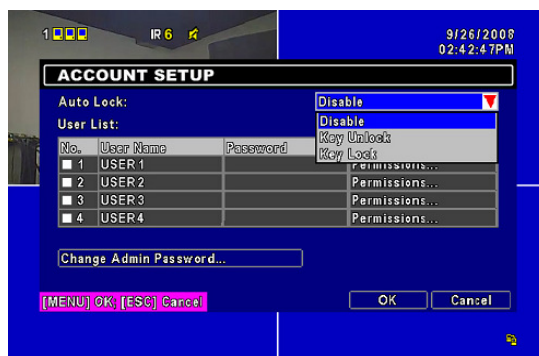 1 IR 6 9/26/2008
02:42:47PM
ACCOUNT SETUP
Auto Lock: Disable
Disable
User List:
Key Unlock
Key Lock
No. User Name Password
1 USER1 Permissions...
2 USER2 Permissions...
3 USER3 Permissions...
4 USER4 Permissions...
Change Admin Password...
[MENU] OK, [ESC] Cancel OK Cancel